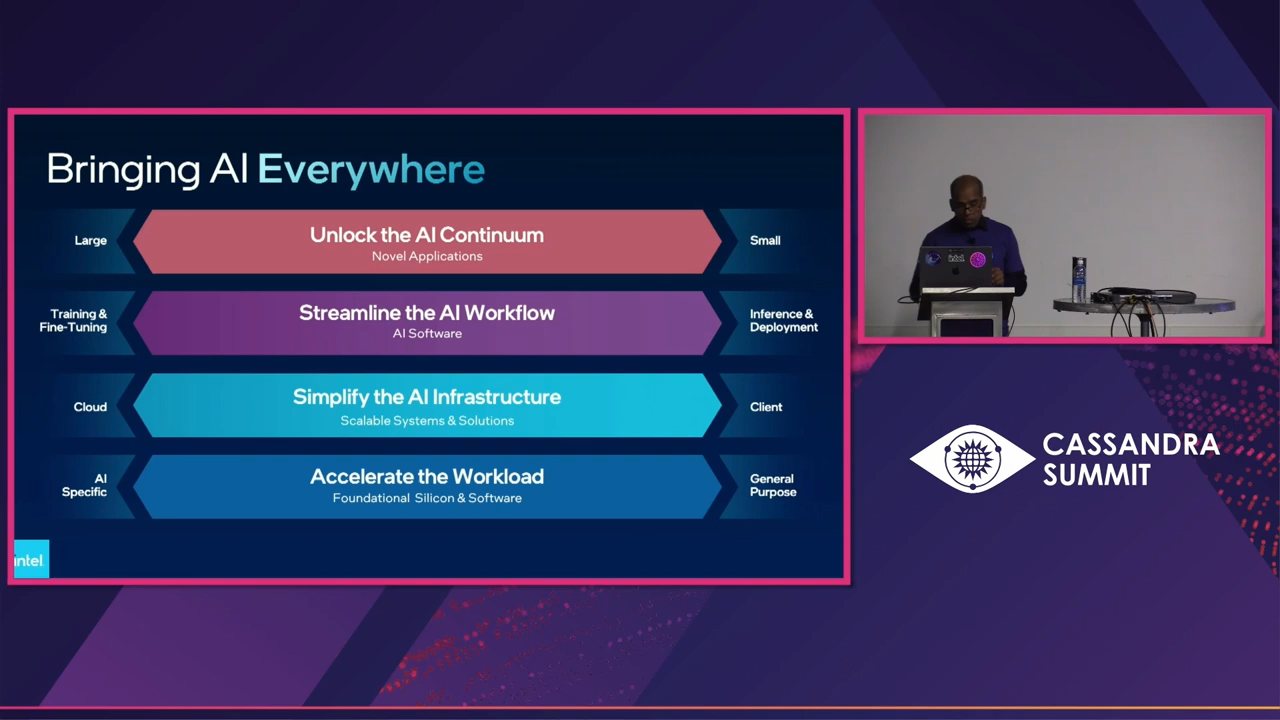 Bringing AI Everywhere
Large
Unlock the AI Continuum
Novel Applications
Small
Training &
Fine-Tuning
Streamline the AI Workflow
AI Software
Inference &
Deployment
Cloud
Simplify the AI Infrastructure
Scalable Systems & Solutions
Client
AI
Specific
Accelerate the Workload
Foundational Silicon & Software
General
Purpose
intel
intel
CASSANDRA
SUMMIT